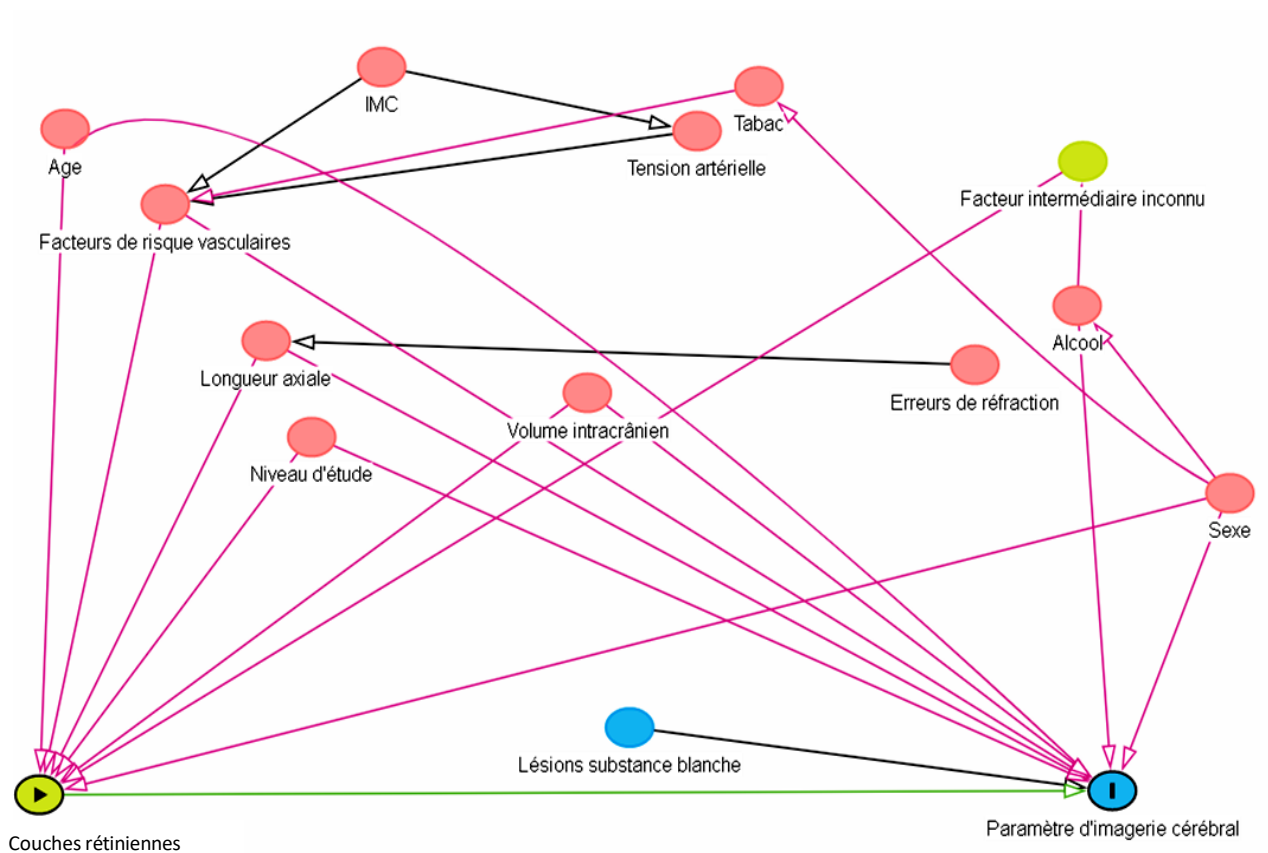 IMC
Tabac
Age
Tension artérielle
Facteur intermédiaire inconnu
Facteurs de risque vasculaires
Alcool
Longueur axiale
Erreurs de réfraction
Volume intracrânien
Niveau d'étude
Sexe
Lésions substance blanche
Paramètre d'imagerie cérébral
Couches rétiniennes